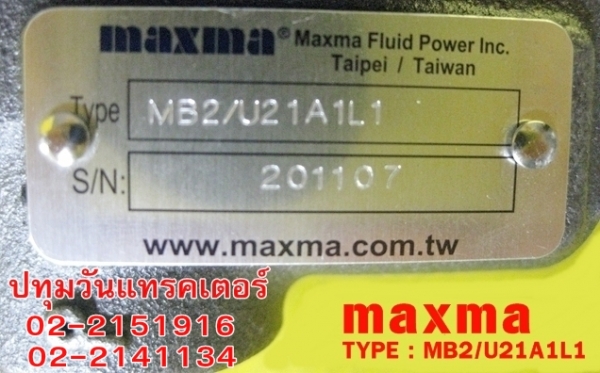 maxma® Maxma Fluid Power Inc.
Taipei / Taiwan
Type MB2/U21A1L1
S/N: 201107
www.maxma.com.tw
ปทุมวันแทรคเตอร์
02-2151916
02-2141134
maxma
TYPE : MB2/U21A1L1